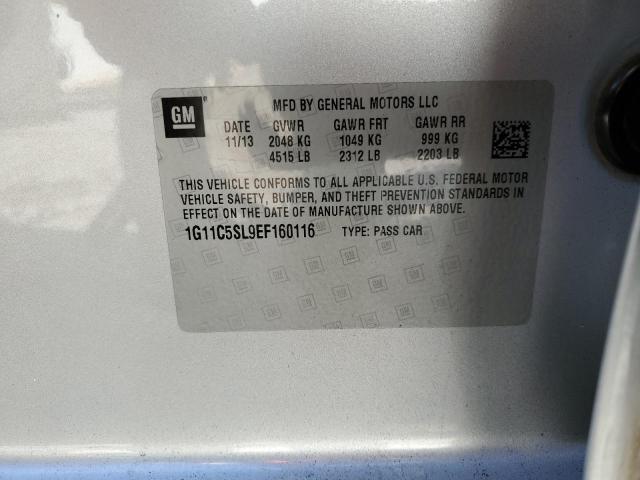 GM
MFD BY GENERAL MOTORS LLC
DATE GVWR GAWR FRT GAWR RR
11/13 2048 KG 1049 KG 999 KG
4515 LB 2312 LB 2203 LB
THIS VEHICLE CONFORMS TO ALL APPLICABLE U.S. FEDERAL MOTOR
VEHICLE SAFETY, BUMPER, AND THEFT PREVENTION STANDARDS IN
EFFECT ON THE DATE OF MANUFACTURE SHOWN ABOVE.
1G11C5SL9EF160116 TYPE: PASS CAR